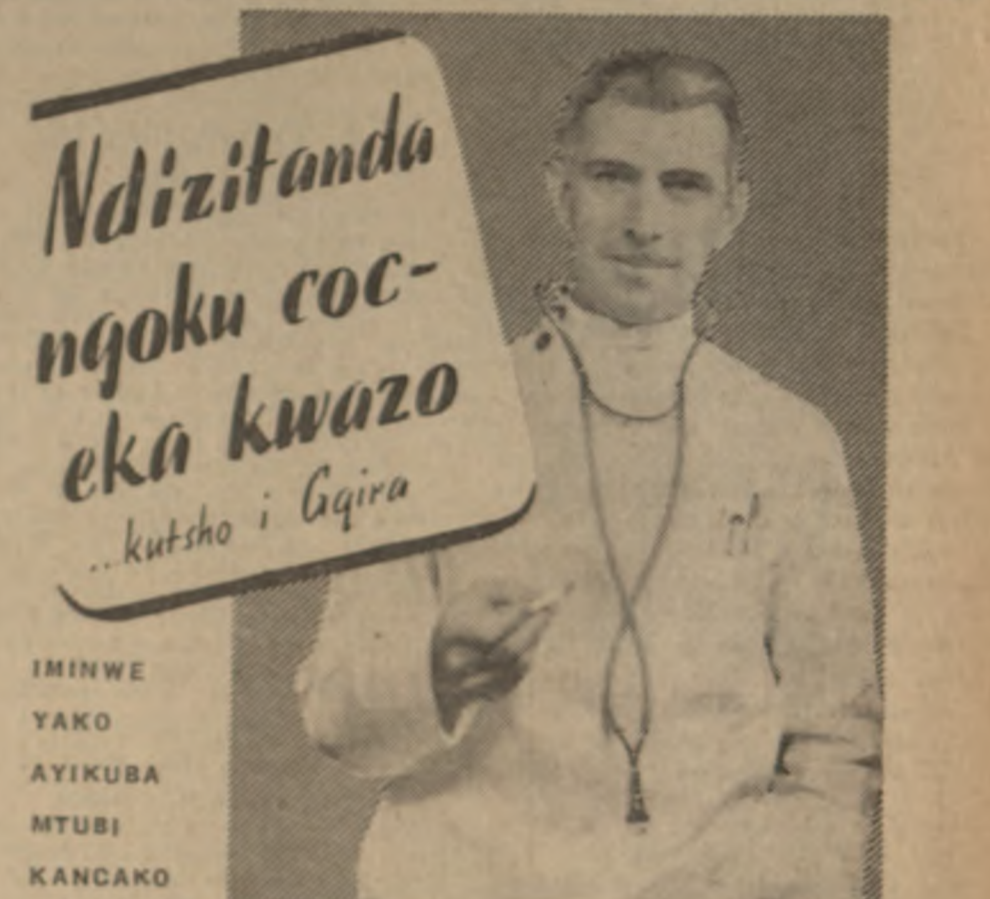 Ndizitanda
ngoku coc-
eka kwazo
...kutsho i Gqira
IMINWE
YAKO
AYIKUBA
MTUBI
KANCAKO